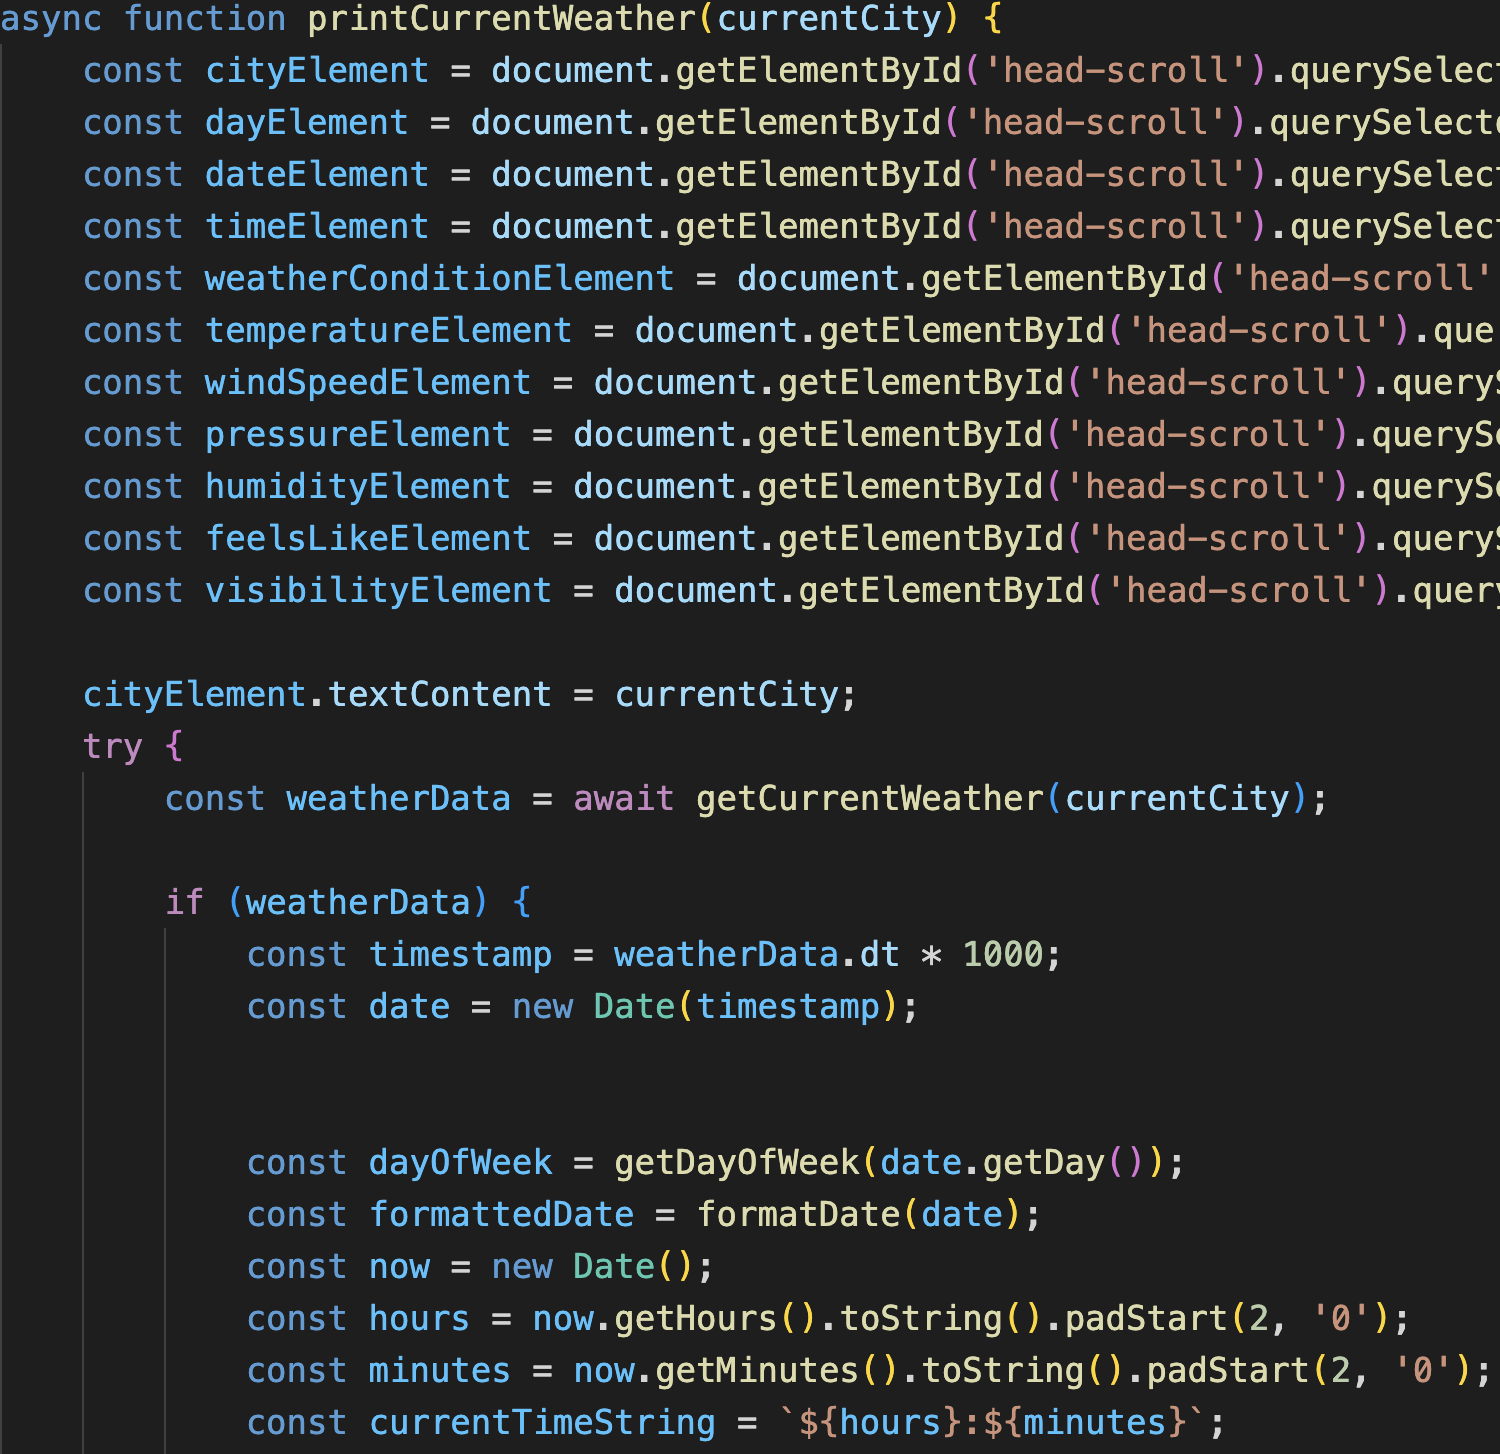 async function printCurrentWeather(currentCity) {
const cityElement = document.getElementById('head-scroll').querySelect
const dayElement = document.getElementById('head-scroll').querySelect
const dateElement = document.getElementById('head-scroll').querySelect
const timeElement = document.getElementById('head-scroll').querySelect
const weatherConditionElement = document.getElementById('head-scroll'
const temperatureElement = document.getElementById('head-scroll').que
const windSpeedElement = document.getElementById('head-scroll').query
const pressureElement = document.getElementById('head-scroll').queryS
const humidityElement = document.getElementById('head-scroll').queryS
const feelsLikeElement = document.getElementById('head-scroll').query
const visibilityElement = document.getElementById('head-scroll').query
cityElement.textContent = currentCity;
try {
const weatherData = await getCurrentWeather(currentCity);
if (weatherData) {
const timestamp = weatherData.dt * 1000;
const date = new Date(timestamp);
const dayOfWeek = getDayOfWeek(date.getDay());
const formattedDate = formatDate(date);
const now = new Date();
const hours = now.getHours().toString().padStart(2, '0');
const minutes = now.getMinutes().toString().padStart(2, '0');
const currentTimeString = `${hours}:${minutes}`;